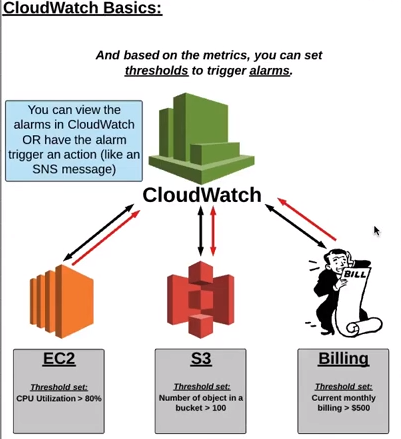 CloudWatch Basics:
And based on the metrics, you can set
thresholds to trigger alarms.
You can view the
alarms in CloudWatch
OR have the alarm
trigger an action (like an
SNS message)
CloudWatch
BILL
EC2
Threshold set:
CPU Utilization > 80%
S3
Threshold set:
Number of object in a
bucket > 100
Billing
Threshold set:
Current monthly
billing > $500